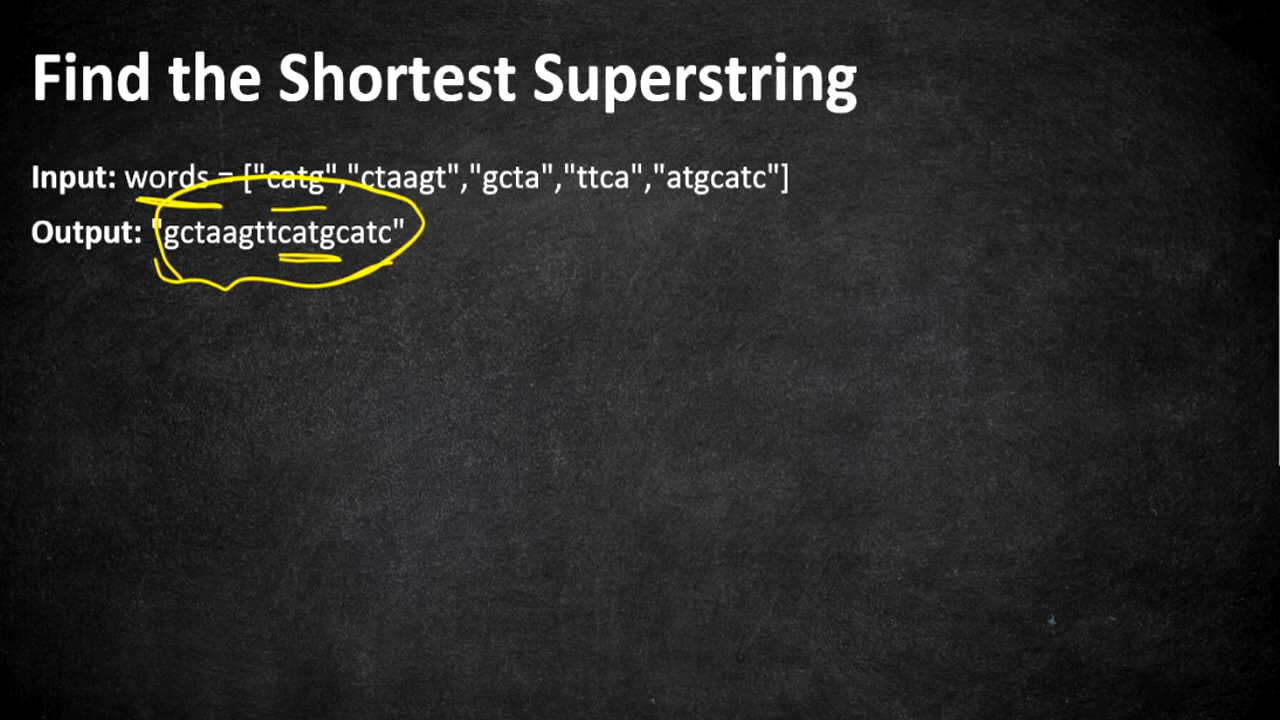 Find the Shortest Superstring
Input: words = ["catg","ctaagt","gcta","ttca","atgcatc"]
Output: "gctaagttcatgcatc"